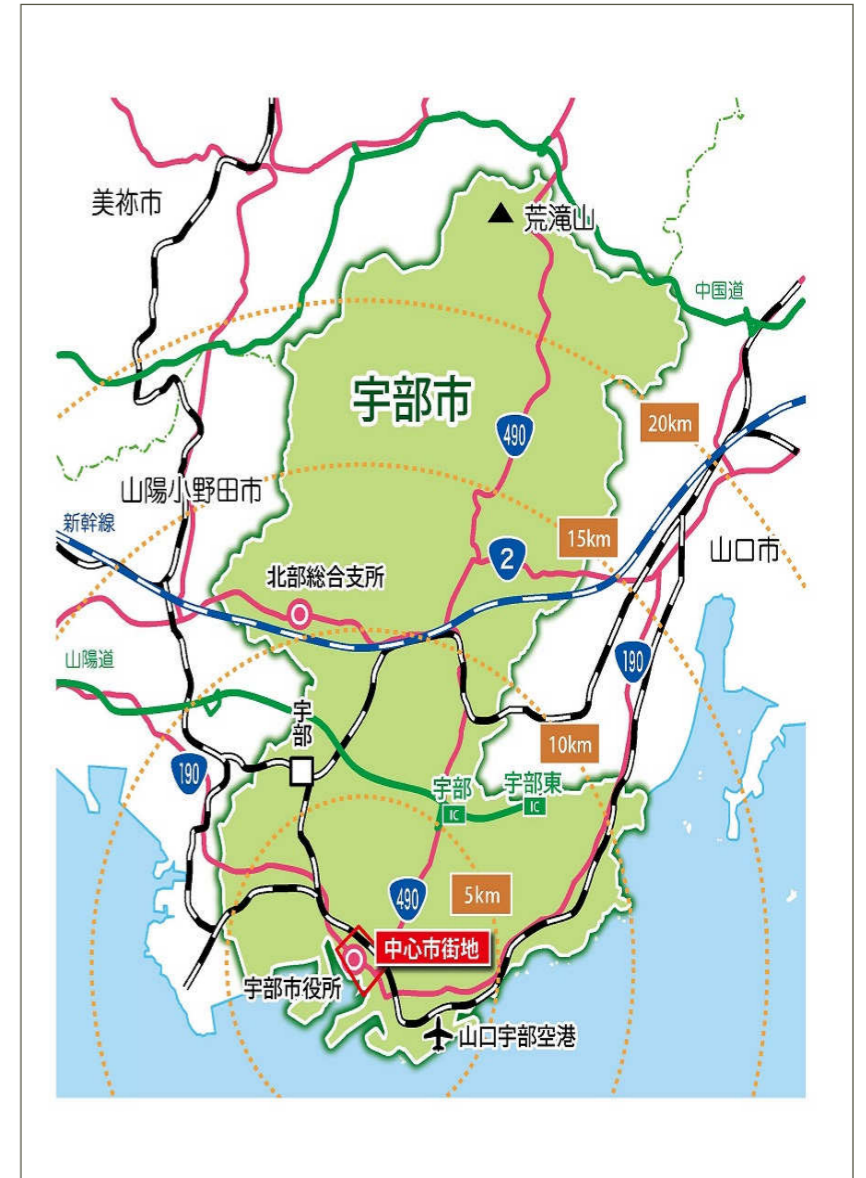 美祢市
荒滝山
中国道
宇部市
20km
490
山陽小野田市
新幹線
15km
2
山口市
北部総合支所
山陽道
190
宇部
10km
190
宇部
IC
宇部東
IC
5km
490
中心市街地
宇部市役所
山口宇部空港